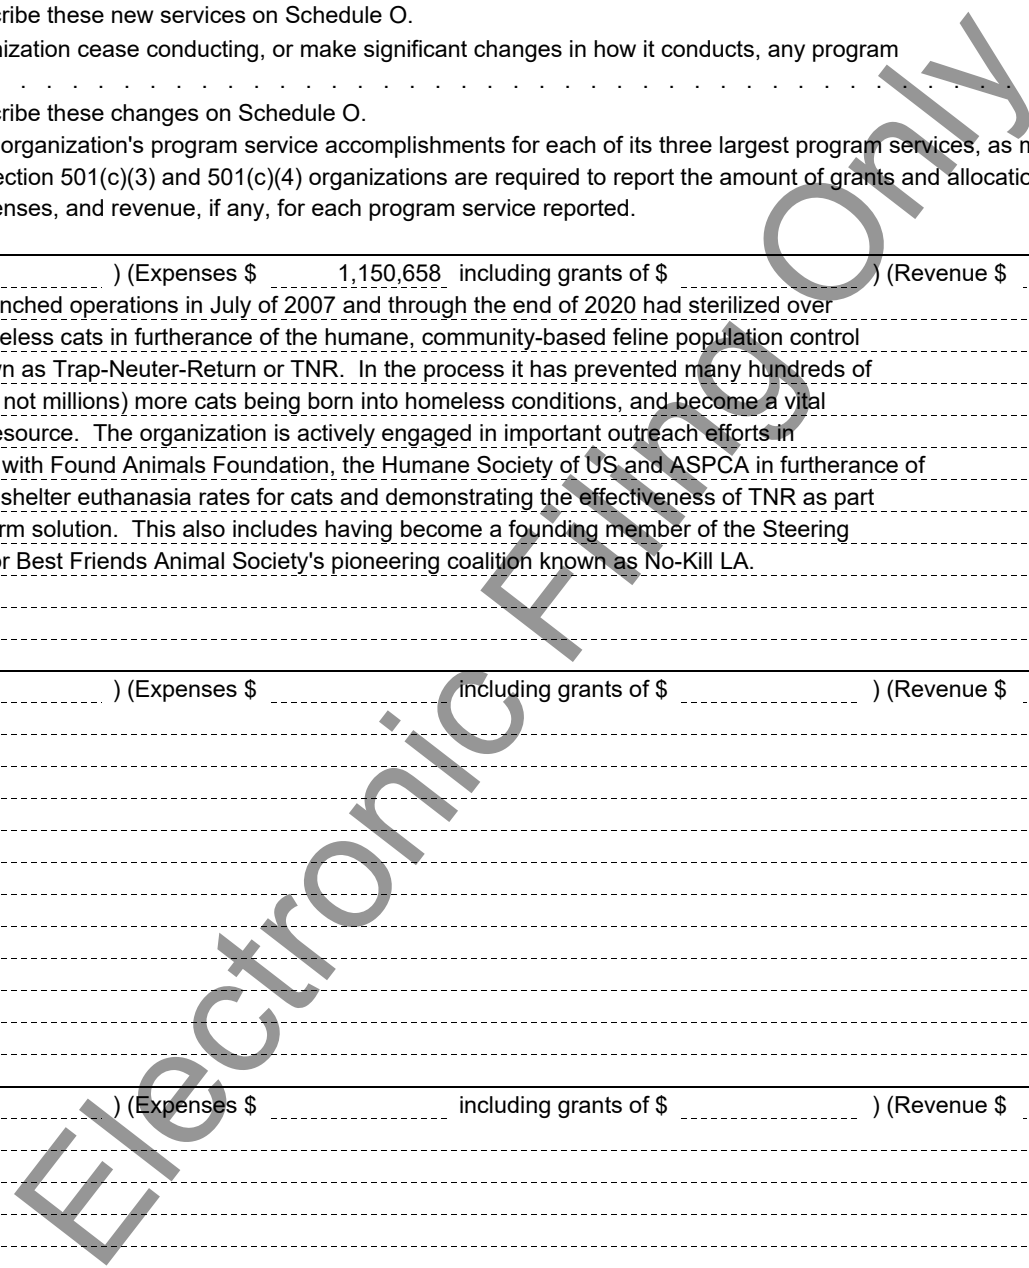 cribe these new services on Schedule O.
nization cease conducting, or make significant changes in how it conducts, any program
. . . . . . . . . . . . . . . . . . . . . . . . . . . . . . . . . . . . . . .
cribe these changes on Schedule O.
organization's program service accomplishments for each of its three largest program services, as m
ection 501(c)(3) and 501(c)(4) organizations are required to report the amount of grants and allocatio
enses, and revenue, if any, for each program service reported.
) (Expenses $ 1,150,658 including grants of $ ) (Revenue $
nched operations in July of 2007 and through the end of 2020 had sterilized over
eless cats in furtherance of the humane, community-based feline population control
wn as Trap-Neuter-Return or TNR. In the process it has prevented many hundreds of
not millions) more cats being born into homeless conditions, and become a vital
esource. The organization is actively engaged in important outreach efforts in
with Found Animals Foundation, the Humane Society of US and ASPCA in furtherance of
shelter euthanasia rates for cats and demonstrating the effectiveness of TNR as part
rm solution. This also includes having become a founding member of the Steering
or Best Friends Animal Society's pioneering coalition known as No-Kill LA.
) (Expenses $ including grants of $ ) (Revenue $
) (Expenses $ including grants of $ ) (Revenue $
Electronic Filing Only